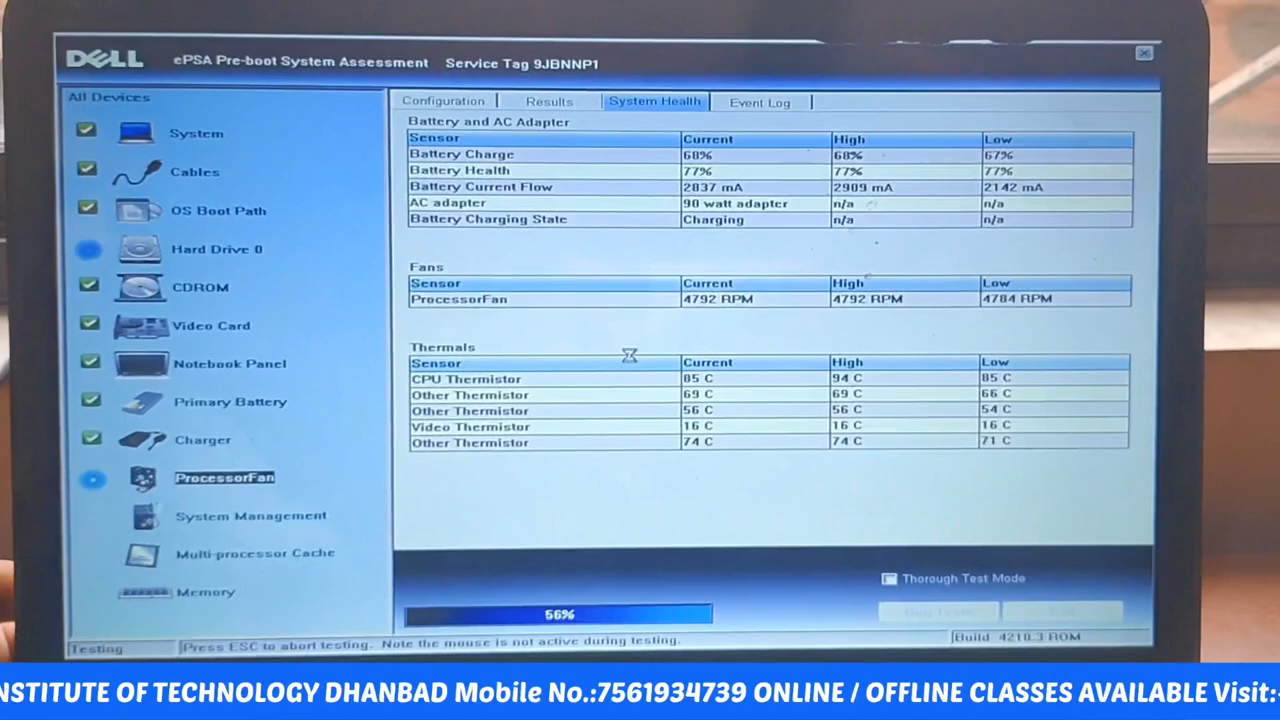 DELL ePSA Pre-boot System Assessment Service Tag 9JBNNP1
All Devices
System
Cables
OS Boot Path
Hard Drive 0
CDROM
Video Card
Notebook Panel
Primary Battery
Charger
ProcessorFan
System Management
Multi-processor Cache
Memory
Configuration Results System Health Event Log
Battery and AC Adapter
Sensor Current High Low
Battery Charge 68% 68% 67%
Battery Health 77% 77% 77%
Battery Current Flow 2837 mA 2909 mA 2142 mA
AC adapter 90 watt adapter n/a n/a
Battery Charging State Charging n/a n/a
Fans
Sensor Current High Low
ProcessorFan 4792 RPM 4792 RPM 4784 RPM
Thermals
Sensor Current High Low
CPU Thermistor 85 C 94 C 85 C
Other Thermistor 69 C 69 C 66 C
Other Thermistor 56 C 56 C 54 C
Video Thermistor 16 C 16 C 16 C
Other Thermistor 74 C 74 C 71 C
Thorough Test Mode
56%
Testing Press ESC to abort testing. Note the mouse is not active during testing. Build 4210.3 ROM
NSTITUTE OF TECHNOLOGY DHANBAD Mobile No.:7561934739 ONLINE / OFFLINE CLASSES AVAILABLE Visit:-